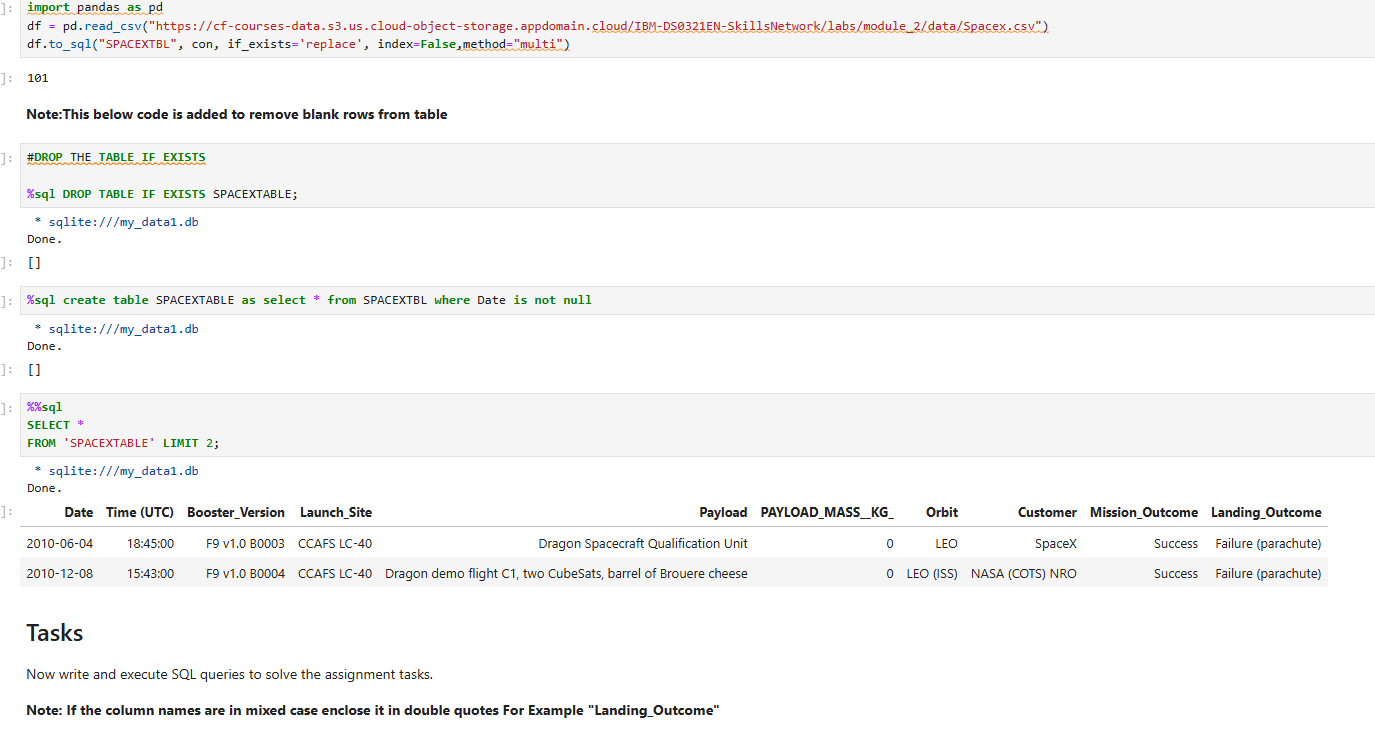 ]: import pandas as pd
df = pd.read_csv("https://cf-courses-data.s3.us.cloud-object-storage.appdomain.cloud/IBM-DS0321EN-SkillsNetwork/labs/module_2/data/Spacex.csv")
df.to_sql("SPACEXTBL", con, if_exists='replace', index=False,method="multi")
]: 101
Note:This below code is added to remove blank rows from table
]: #DROP THE TABLE IF EXISTS
%sql DROP TABLE IF EXISTS SPACEXTABLE;
* sqlite:///my_data1.db
Done.
]: []
]: %sql create table SPACEXTABLE as select * from SPACEXTBL where Date is not null
* sqlite:///my_data1.db
Done.
]: []
]: %%sql
SELECT *
FROM 'SPACEXTABLE' LIMIT 2;
* sqlite:///my_data1.db
Done.
]: Date Time (UTC) Booster_Version Launch_Site Payload PAYLOAD_MASS__KG_ Orbit Customer Mission_Outcome Landing_Outcome
2010-06-04 18:45:00 F9 v1.0 B0003 CCAFS LC-40 Dragon Spacecraft Qualification Unit 0 LEO SpaceX Success Failure (parachute)
2010-12-08 15:43:00 F9 v1.0 B0004 CCAFS LC-40 Dragon demo flight C1, two CubeSats, barrel of Brouere cheese 0 LEO (ISS) NASA (COTS) NRO Success Failure (parachute)
Tasks
Now write and execute SQL queries to solve the assignment tasks.
Note: If the column names are in mixed case enclose it in double quotes For Example "Landing_Outcome"